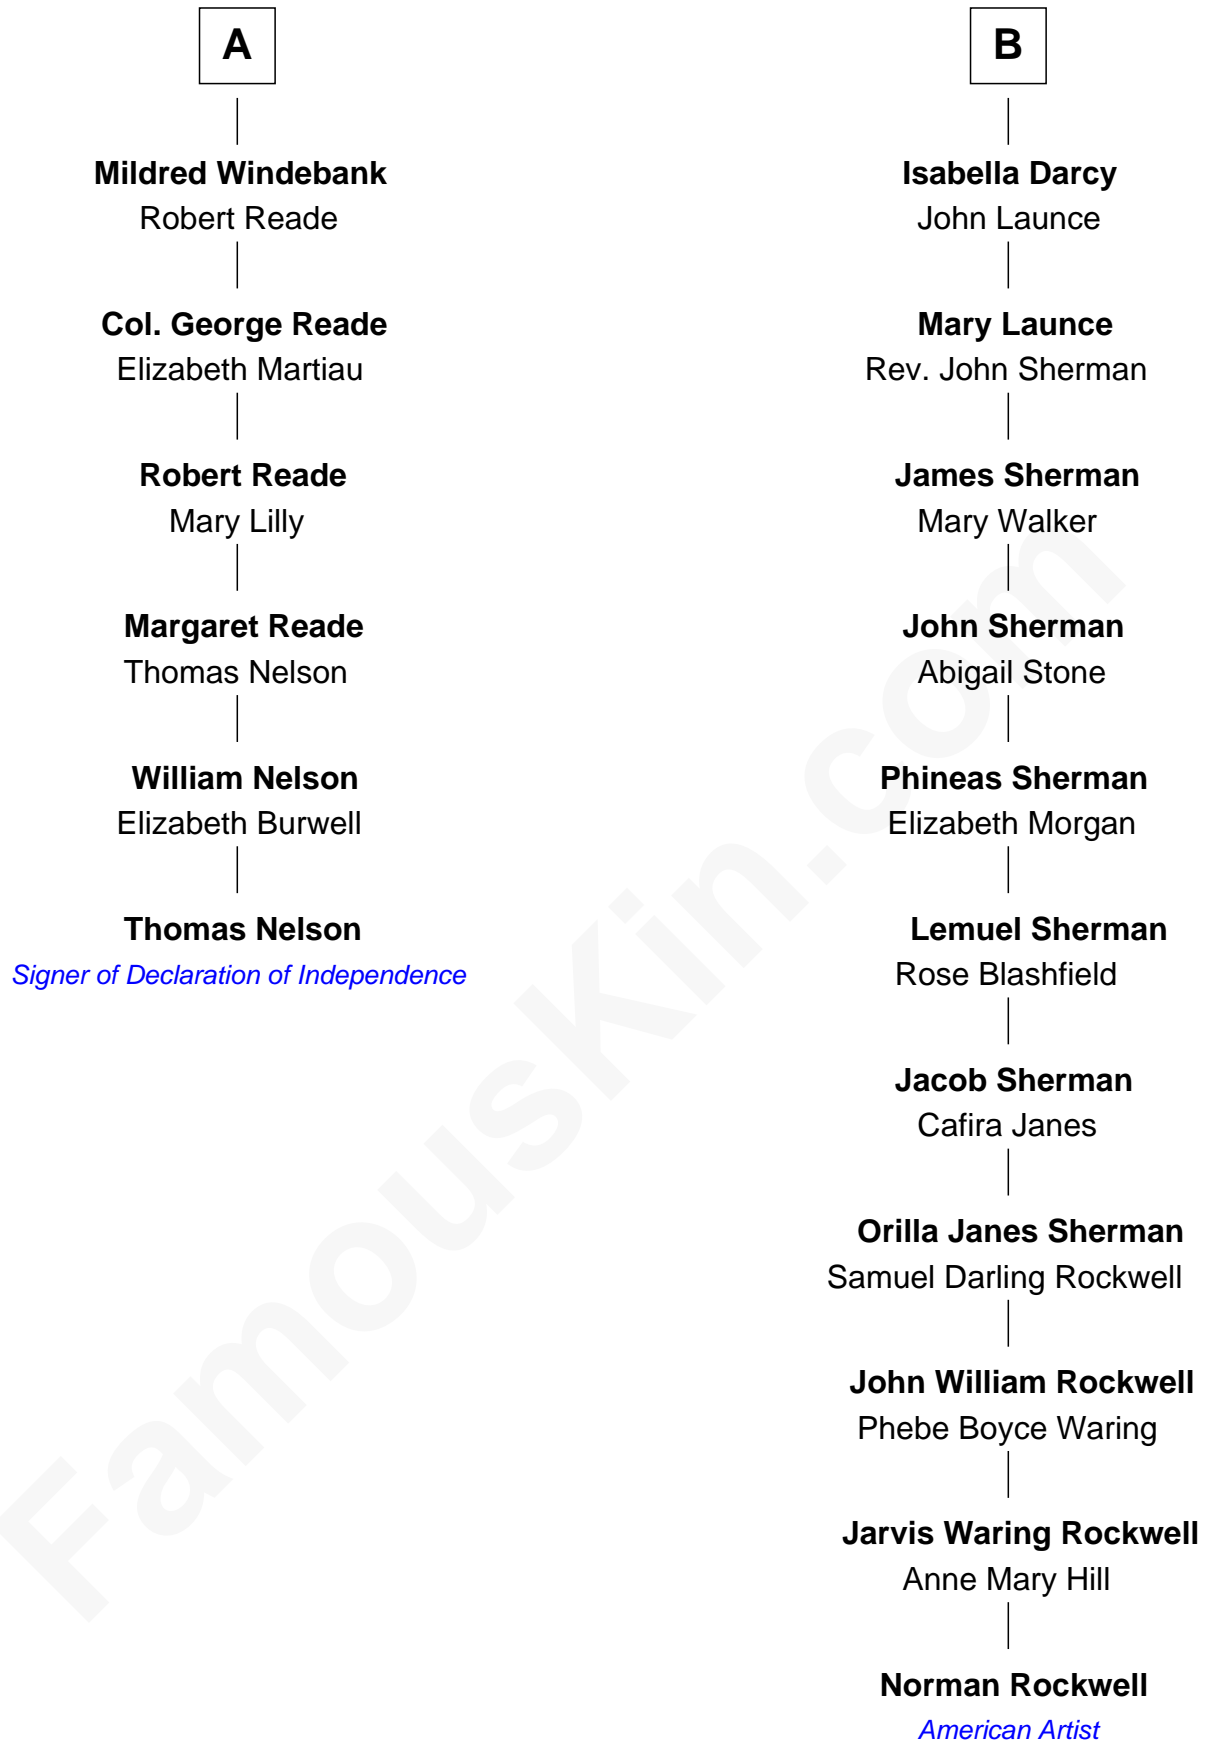 A
Mildred Windebank
Robert Reade
Col. George Reade
Elizabeth Martiau
Robert Reade
Mary Lilly
Margaret Reade
Thomas Nelson
William Nelson
Elizabeth Burwell
Thomas Nelson
Signer of Declaration of Independence
B
Isabella Darcy
John Launce
Mary Launce
Rev. John Sherman
James Sherman
Mary Walker
John Sherman
Abigail Stone
Phineas Sherman
Elizabeth Morgan
Lemuel Sherman
Rose Blashfield
Jacob Sherman
Cafira Janes
Orilla Janes Sherman
Samuel Darling Rockwell
John William Rockwell
Phebe Boyce Waring
Jarvis Waring Rockwell
Anne Mary Hill
Norman Rockwell
American Artist
FamousKin.com